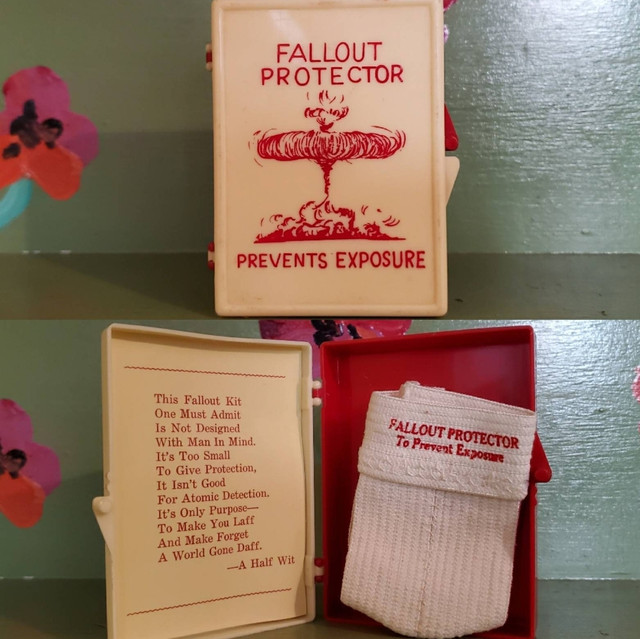 FALLOUT
PROTECTOR
PREVENTS EXPOSURE
This Fallout Kit
One Must Admit
Is Not Designed
With Man In Mind.
It's Too Small
To Give Protection,
It Isn't Good
For Atomic Detection.
It's Only Purpose—
To Make You Laff
And Make Forget
A World Gone Daff.
—A Half Wit
FALLOUT PROTECTOR
To Prevent Exposure